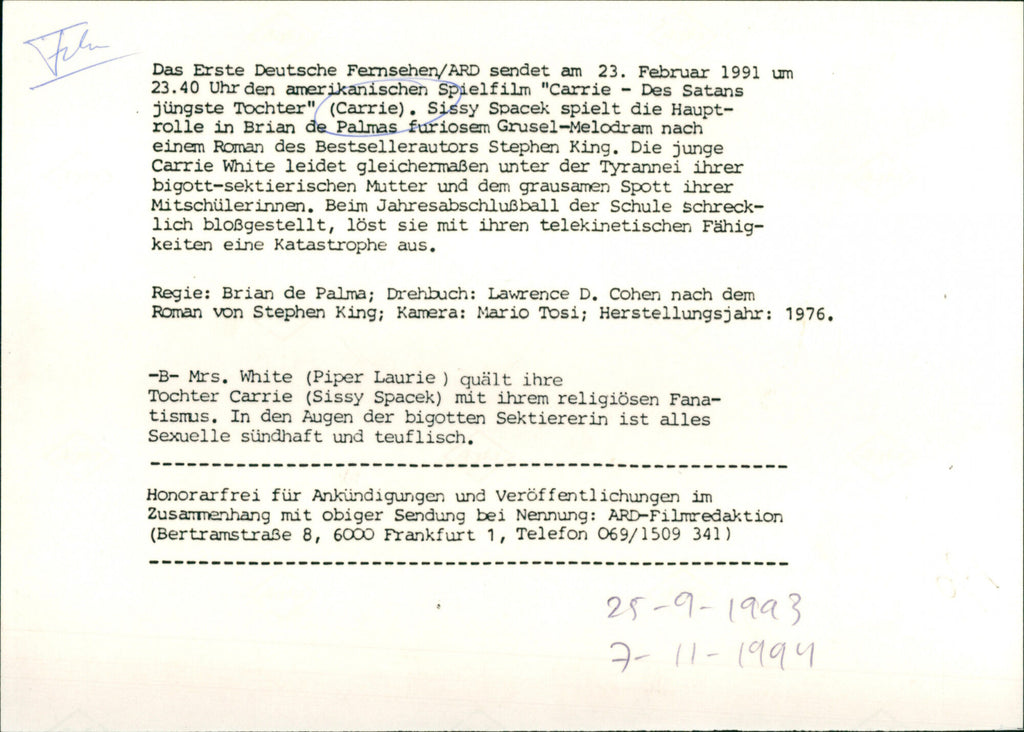 Das Erste Deutsche Fernsehen/ARD sendet am 23. Februar 1991 um
23.40 Uhr den amerikanischen Spielfilm "Carrie - Des Satans
jüngste Tochter" (Carrie). Sissy Spacek spielt die Haupt-
rolle in Brian de Palmas furiosem Grusel-Melodram nach
einem Roman des Bestsellerautors Stephen King. Die junge
Carrie White leidet gleichermaßen unter der Tyrannei ihrer
bigott-sektierischen Mutter und dem grausamen Spott ihrer
Mitschülerinnen. Beim Jahresabschlußball der Schule schreck-
lich bloßgestellt, löst sie mit ihren telekinetischen Fähig-
keiten eine Katastrophe aus.
Regie: Brian de Palma; Drehbuch: Lawrence D. Cohen nach dem
Roman von Stephen King; Kamera: Mario Tosi; Herstellungsjahr: 1976.
-B- Mrs. White (Piper Laurie ) quält ihre
Tochter Carrie (Sissy Spacek) mit ihrem religiösen Fana-
tismus. In den Augen der bigotten Sektiererin ist alles
Sexuelle sündhaft und teuflisch.
Honorarfrei für Ankündigungen und Veröffentlichungen im
Zusammenhang mit obiger Sendung bei Nennung: ARD-Filmredaktion
(Bertramstraße 8, 6000 Frankfurt 1, Telefon 069/1509 341)
25-9-1993
7-11-1994